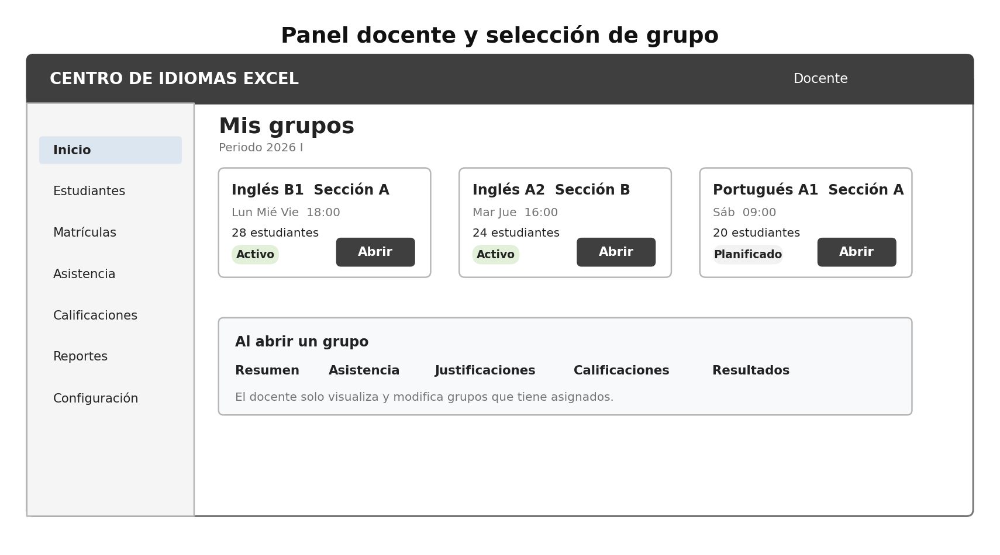 Panel docente y selección de grupo
CENTRO DE IDIOMAS EXCEL
Docente
Inicio
Estudiantes
Matrículas
Asistencia
Calificaciones
Reportes
Configuración
Mis grupos
Periodo 2026 I
Inglés B1 Sección A
Lun Mié Vie 18:00
28 estudiantes
Activo
Abrir
Inglés A2 Sección B
Mar Jue 16:00
24 estudiantes
Activo
Abrir
Portugués A1 Sección A
Sáb 09:00
20 estudiantes
Planificado
Abrir
Al abrir un grupo
Resumen Asistencia Justificaciones Calificaciones Resultados
El docente solo visualiza y modifica grupos que tiene asignados.